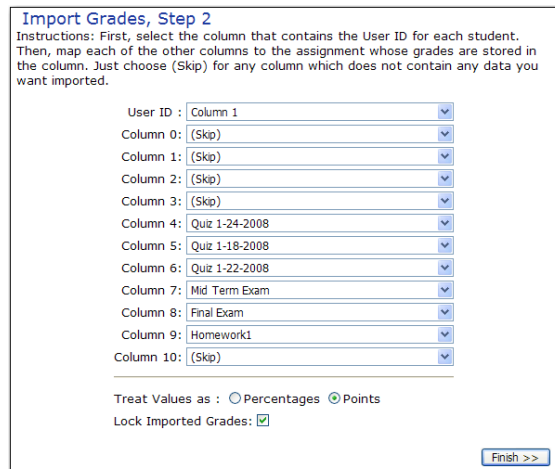 Import Grades, Step 2
Instructions: First, select the column that contains the User ID for each student.
Then, map each of the other columns to the assignment whose grades are stored in
the column. Just choose (Skip) for any column which does not contain any data you
want imported.
User ID : Column 1
Column 0: (Skip)
Column 1: (Skip)
Column 2: (Skip)
Column 3: (Skip)
Column 4: Quiz 1-24-2008
Column 5: Quiz 1-18-2008
Column 6: Quiz 1-22-2008
Column 7: Mid Term Exam
Column 8: Final Exam
Column 9: Homework1
Column 10: (Skip)
Treat Values as : Percentages Points
Lock Imported Grades:
Finish >>